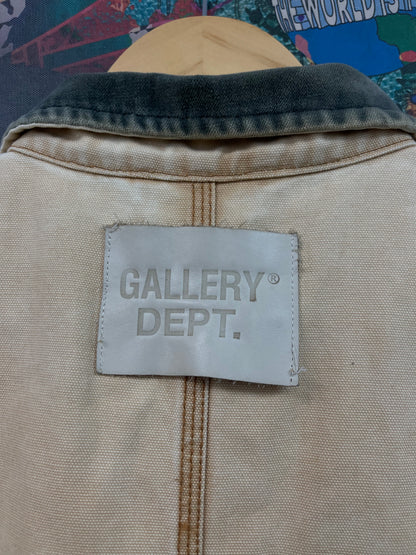 THE WORLD IS
GALLERY®
DEPT.